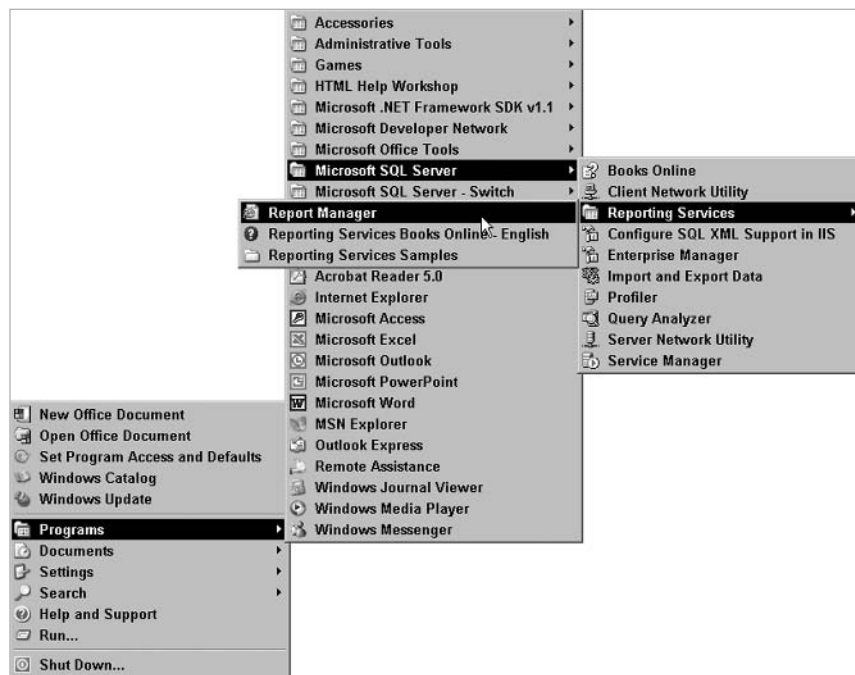 Accessories
Administrative Tools
Games
HTML Help Workshop
Microsoft .NET Framework SDK v1.1
Microsoft Developer Network
Microsoft Office Tools
Microsoft SQL Server
Microsoft SQL Server - Switch
Books Online
Client Network Utility
Reporting Services
Configure SQL XML Support in IIS
Enterprise Manager
Import and Export Data
Profiler
Query Analyzer
Server Network Utility
Service Manager
Report Manager
Reporting Services Books Online - English
Reporting Services Samples
Acrobat Reader 5.0
Internet Explorer
Microsoft Access
Microsoft Excel
Microsoft Outlook
Microsoft PowerPoint
Microsoft Word
MSN Explorer
Outlook Express
Remote Assistance
Windows Journal Viewer
Windows Media Player
Windows Messenger
New Office Document
Open Office Document
Set Program Access and Defaults
Windows Catalog
Windows Update
Programs
Documents
Settings
Search
Help and Support
Run...
Shut Down...